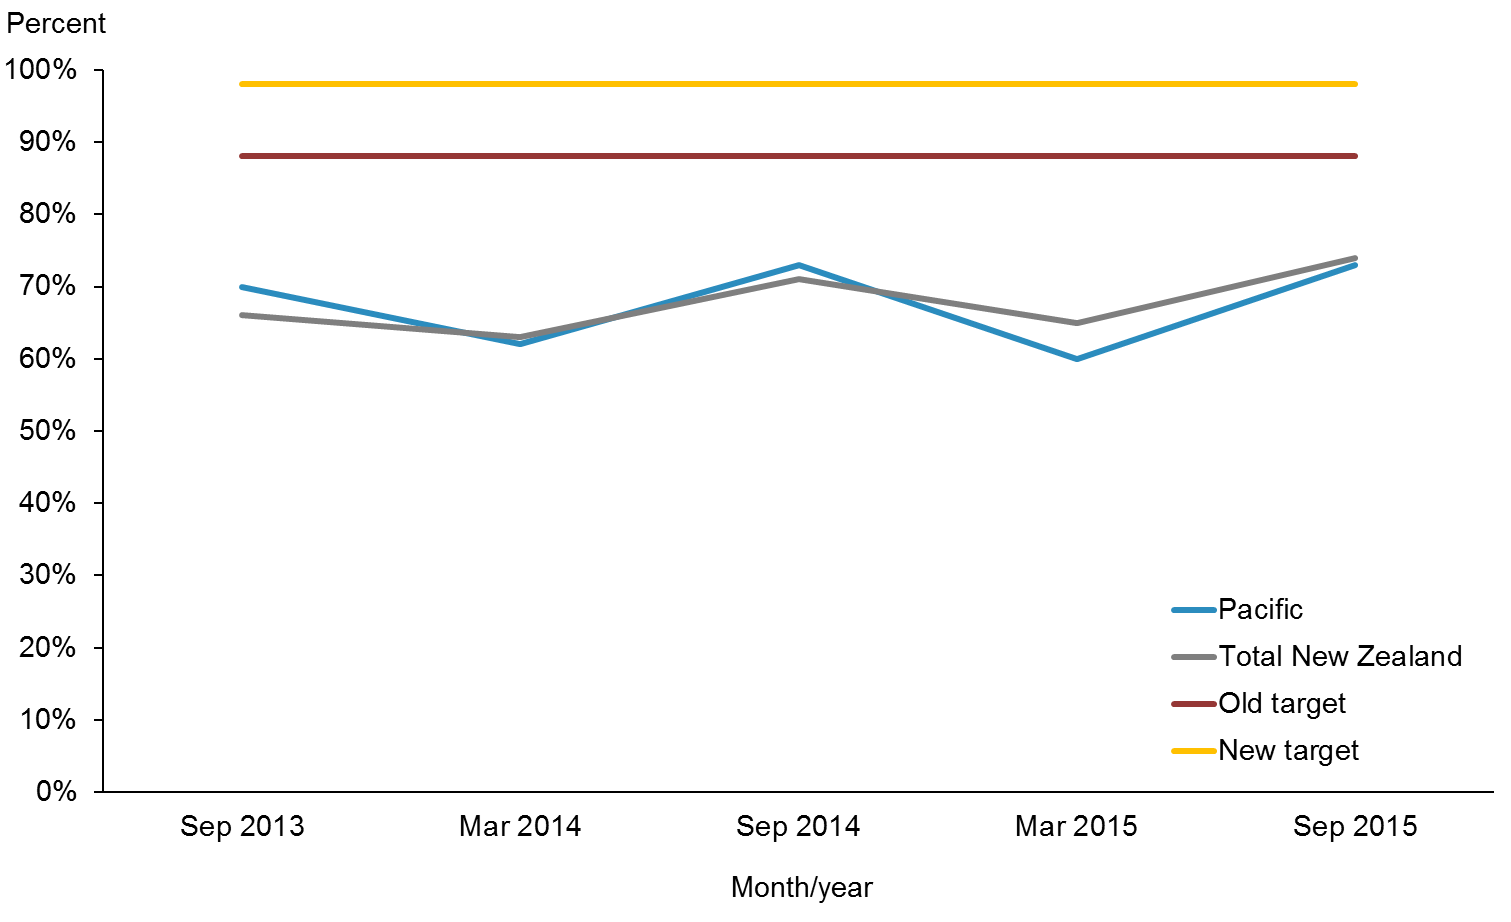 Percent
100%
90%
80%
70%
60%
50%
40%
30%
20%
10%
0%
Pacific
Total New Zealand
Old target
New target
Sep 2013 Mar 2014 Sep 2014 Mar 2015 Sep 2015
Month/year